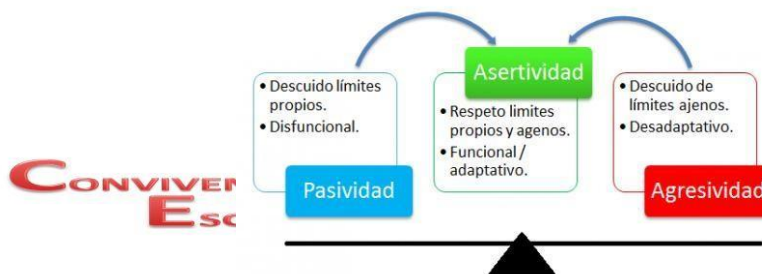 CONVIVEN
ESC
Asertividad
• Descuido límites
propios.
• Disfuncional.
Pasividad
• Respeto limites
propios y agenos.
• Funcional /
adaptativo.
• Descuido de
límites ajenos.
• Desadaptativo.
Agresividad